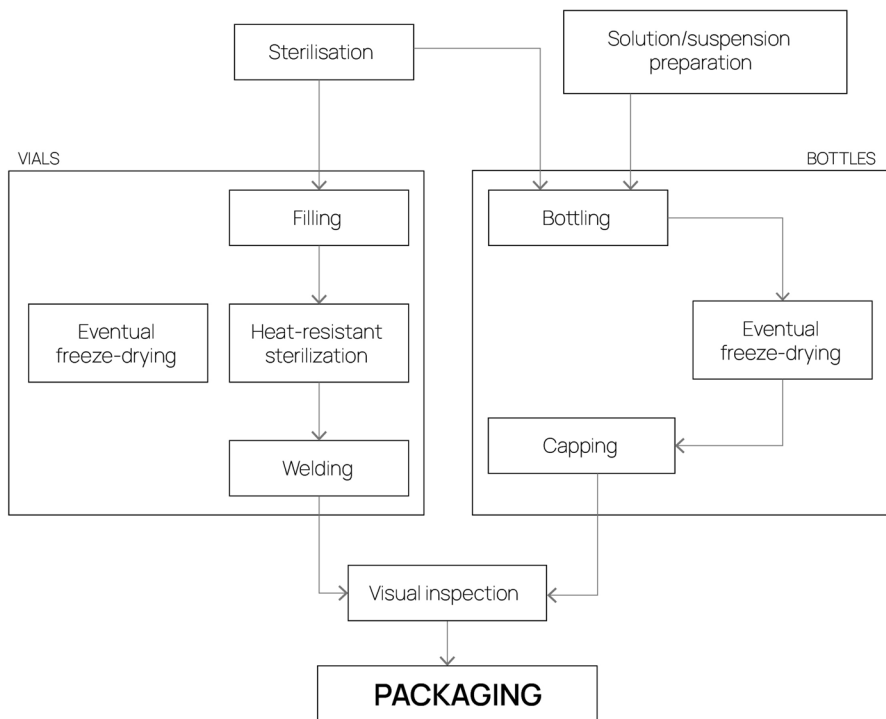 Sterilisation
Solution/suspension
preparation
VIALS
BOTTLES
Filling
Bottling
Eventual
freeze-drying
Heat-resistant
sterilization
Eventual
freeze-drying
Capping
Welding
Visual inspection
PACKAGING